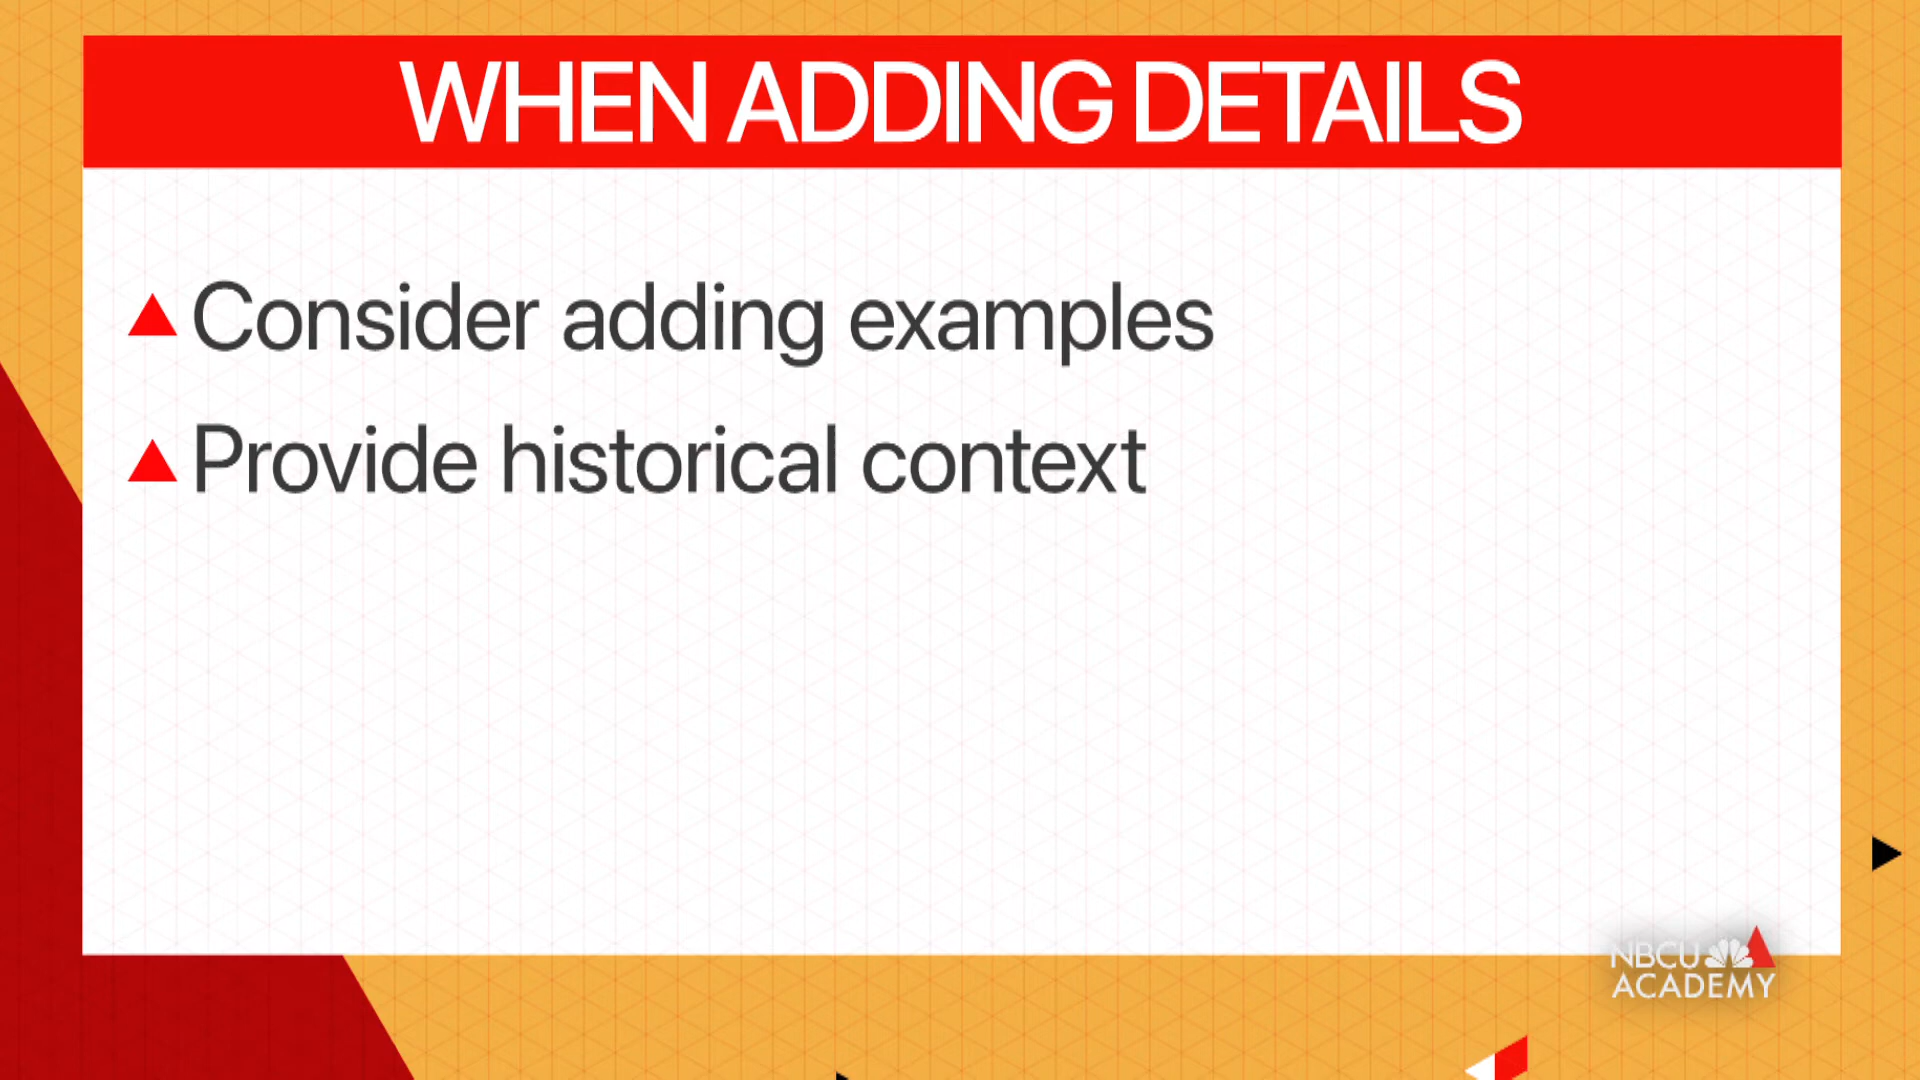 WHEN ADDING DETAILS
Consider adding examples
Provide historical context
NBCU
ACADEMY